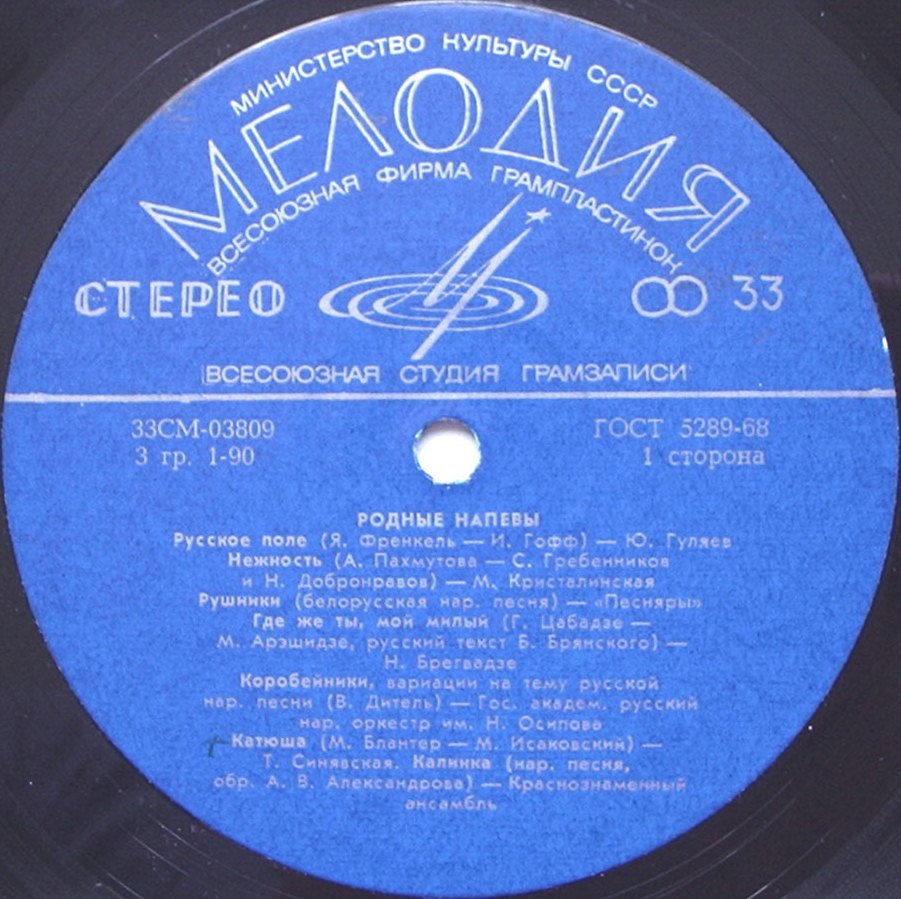 МИНИСТЕРСТВО КУЛЬТУРЫ СССР
МЕЛОДИЯ
ВСЕСОЮЗНАЯ ФИРМА ГРАМПЛАСТИНОК
СТЕРЕО 33
ВСЕСОЮЗНАЯ СТУДИЯ ГРАМЗАПИСИ
33СМ-03809 ГОСТ 5289-68
3 гр. 1-90 1 сторона
РОДНЫЕ НАПЕВЫ
Русское поле (Я. Френкель — И. Гофф) — Ю. Гуляев
Нежность (А. Пахмутова — С. Гребенников
и Н. Добронравов) — М. Кристалинская
Рушники (белорусская нар. песня) — «Песняры»
Где же ты, мой милый (Г. Цабадзе —
М. Арэшидзе, русский текст Б. Брянского) —
Н. Брегвадзе
Коробейники, вариации на тему русской
нар. песни (В. Дитель) — Гос. академ. русский
нар. оркестр им. Н. Осипова
Катюша (М. Блантер — М. Исаковский) —
Т. Синявская. Калинка (нар. песня,
обр. А. В. Александрова) — Краснознаменный
ансамбль